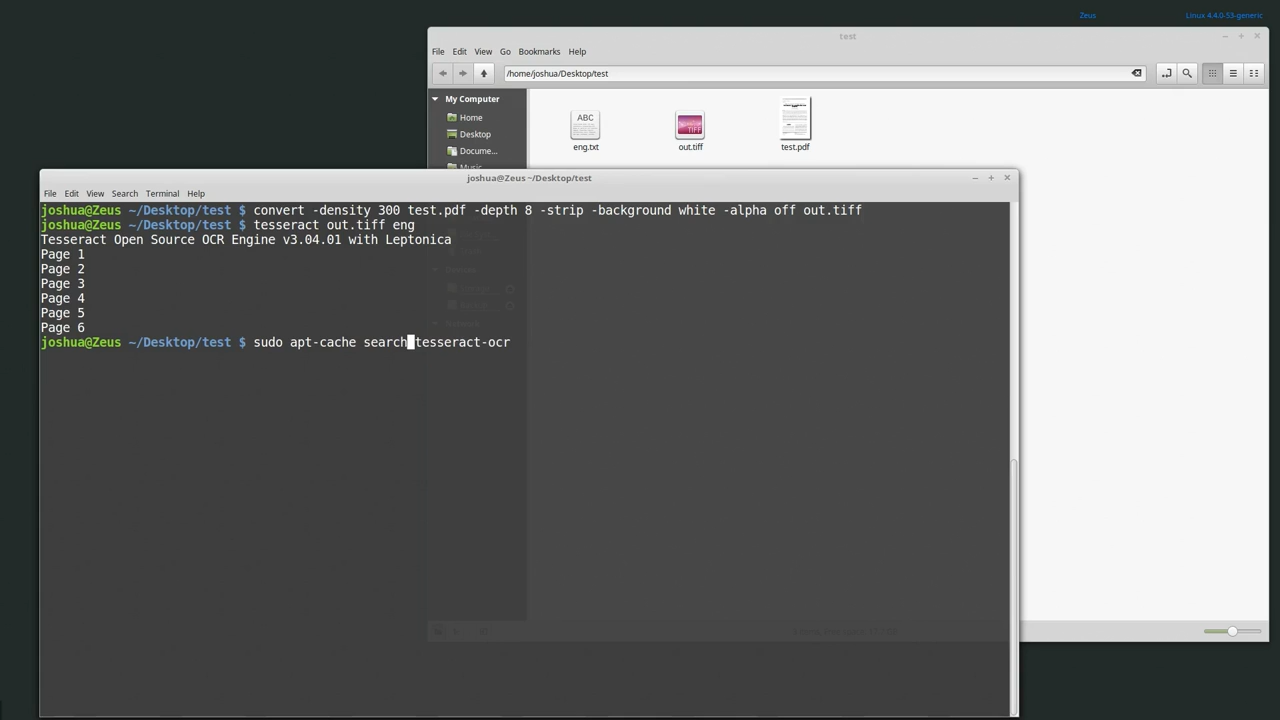 Zeus
Linux 4.4.0-53-generic
test
File Edit View Go Bookmarks Help
/home/joshua/Desktop/test
My Computer
Home
Desktop
Docume...
Music
ABC
eng.txt
TIFF
out.tiff
test.pdf
joshua@Zeus ~/Desktop/test
File Edit View Search Terminal Help
joshua@Zeus ~/Desktop/test $ convert -density 300 test.pdf -depth 8 -strip -background white -alpha off out.tiff
joshua@Zeus ~/Desktop/test $ tesseract out.tiff eng
Tesseract Open Source OCR Engine v3.04.01 with Leptonica
Page 1
Page 2
Page 3
Page 4
Page 5
Page 6
joshua@Zeus ~/Desktop/test $ sudo apt-cache search tesseract-ocr
Network